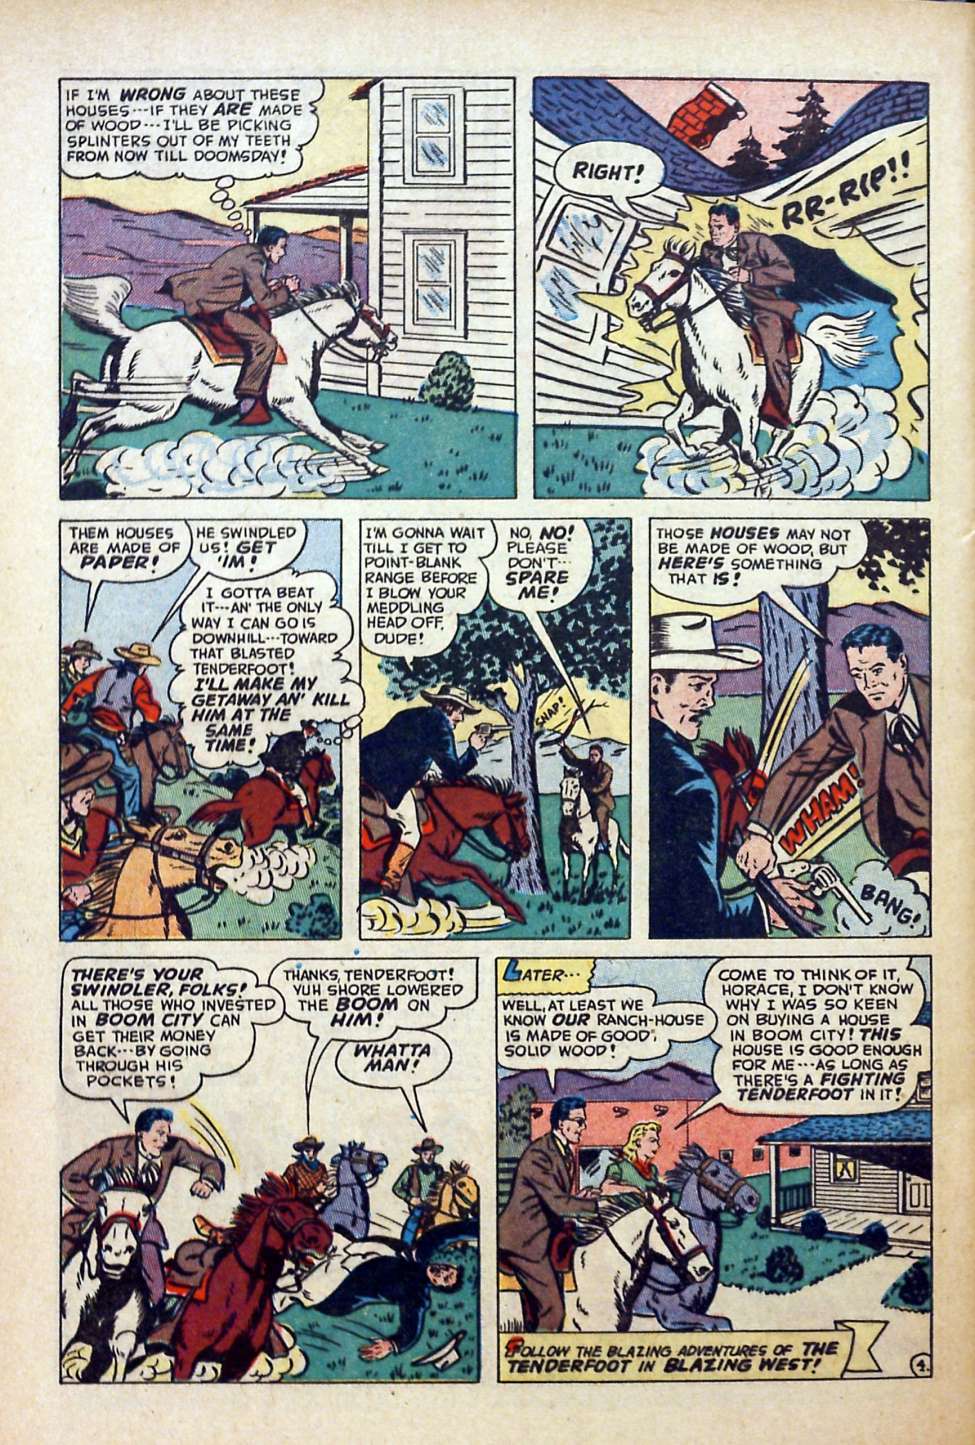 IF I'M WRONG ABOUT THESE
HOUSES---IF THEY ARE MADE
OF WOOD---I'LL BE PICKING
SPLINTERS OUT OF MY TEETH
FROM NOW TILL DOOMSDAY!
RIGHT!
RR-RIP!!
THEM HOUSES
ARE MADE OF
PAPER!
HE SWINDLED
US! GET
'IM!
I GOTTA BEAT
IT---AN' THE ONLY
WAY I CAN GO IS
DOWNHILL---TOWARD
THAT BLASTED
TENDERFOOT!
I'LL MAKE MY
GETAWAY AN' KILL
HIM AT THE
SAME
TIME!
I'M GONNA WAIT
TILL I GET TO
POINT-BLANK
RANGE BEFORE
I BLOW YOUR
MEDDLING
HEAD OFF,
DUDE!
NO, NO!
PLEASE
DON'T---
SPARE
ME!
SNAP!
THOSE HOUSES MAY NOT
BE MADE OF WOOD, BUT
HERE'S SOMETHING
THAT IS!
WHAM!
BANG!
THERE'S YOUR
SWINDLER, FOLKS!
ALL THOSE WHO INVESTED
IN BOOM CITY CAN
GET THEIR MONEY
BACK---BY GOING
THROUGH HIS
POCKETS!
THANKS, TENDERFOOT!
YUH SHORE LOWERED
THE BOOM ON
HIM!
WHATTA
MAN!
LATER---
WELL, AT LEAST WE
KNOW OUR RANCH-HOUSE
IS MADE OF GOOD,
SOLID WOOD!
COME TO THINK OF IT,
HORACE, I DON'T KNOW
WHY I WAS SO KEEN
ON BUYING A HOUSE
IN BOOM CITY! THIS
HOUSE IS GOOD ENOUGH
FOR ME---AS LONG AS
THERE'S A FIGHTING
TENDERFOOT IN IT!
FOLLOW THE BLAZING ADVENTURES OF THE
TENDERFOOT IN BLAZING WEST!
4.